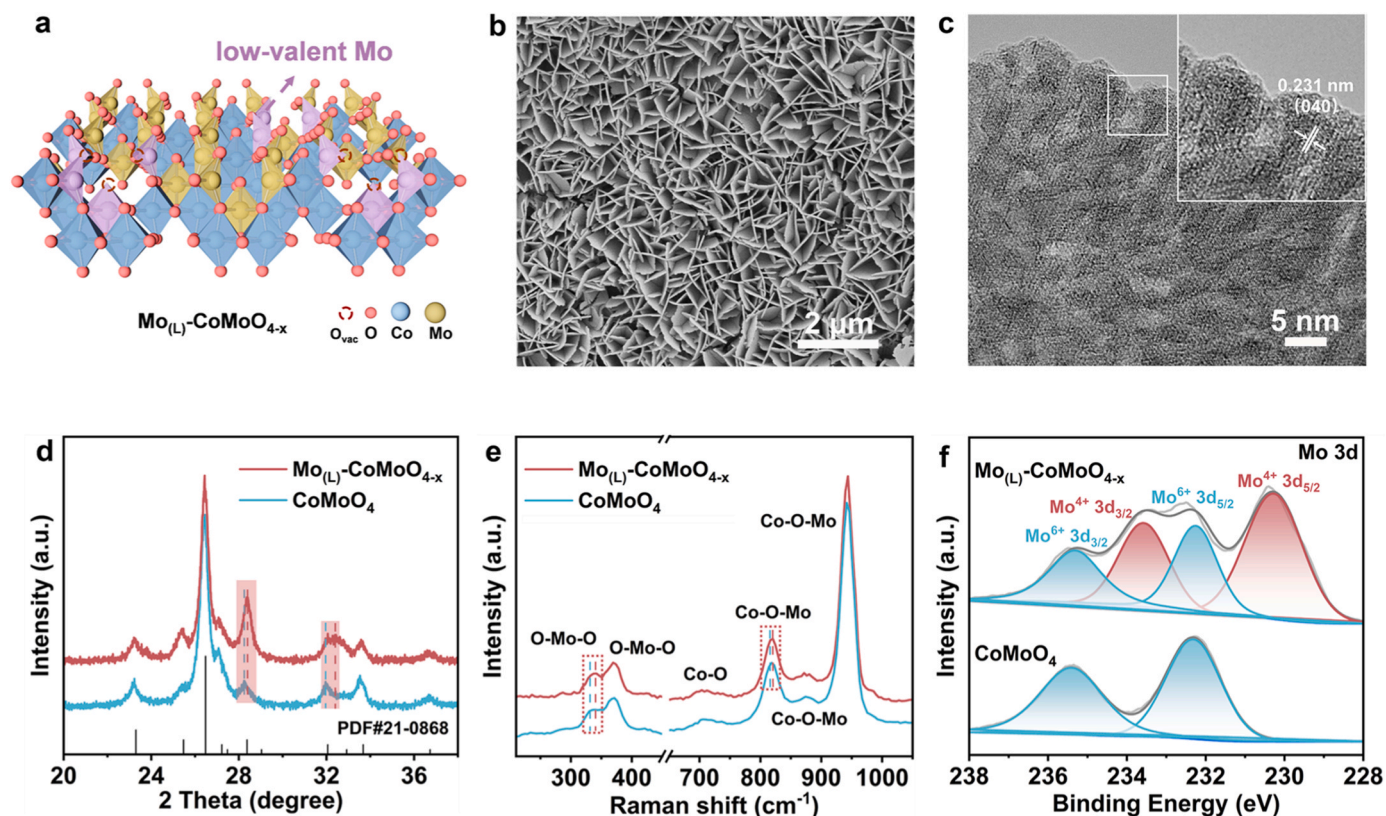 a
low-valent Mo
Mo(L)-CoMoO4-x
Ovac O Co Mo
b
2 μm
c
0.231 nm
(040)
5 nm
d
Mo(L)-CoMoO4-x
CoMoO4
PDF#21-0868
Intensity (a.u.)
20 24 28 32 36
2 Theta (degree)
e
Mo(L)-CoMoO4-x
CoMoO4
Co-O-Mo
Co-O-Mo
O-Mo-O
O-Mo-O
Co-O
Co-O-Mo
Intensity (a.u.)
300 400 700 800 900 1000
Raman shift (cm-1)
f
Mo 3d
Mo(L)-CoMoO4-x
Mo4+ 3d5/2
Mo6+ 3d5/2
Mo4+ 3d3/2
Mo6+ 3d3/2
CoMoO4
Intensity (a.u.)
238 236 234 232 230 228
Binding Energy (eV)